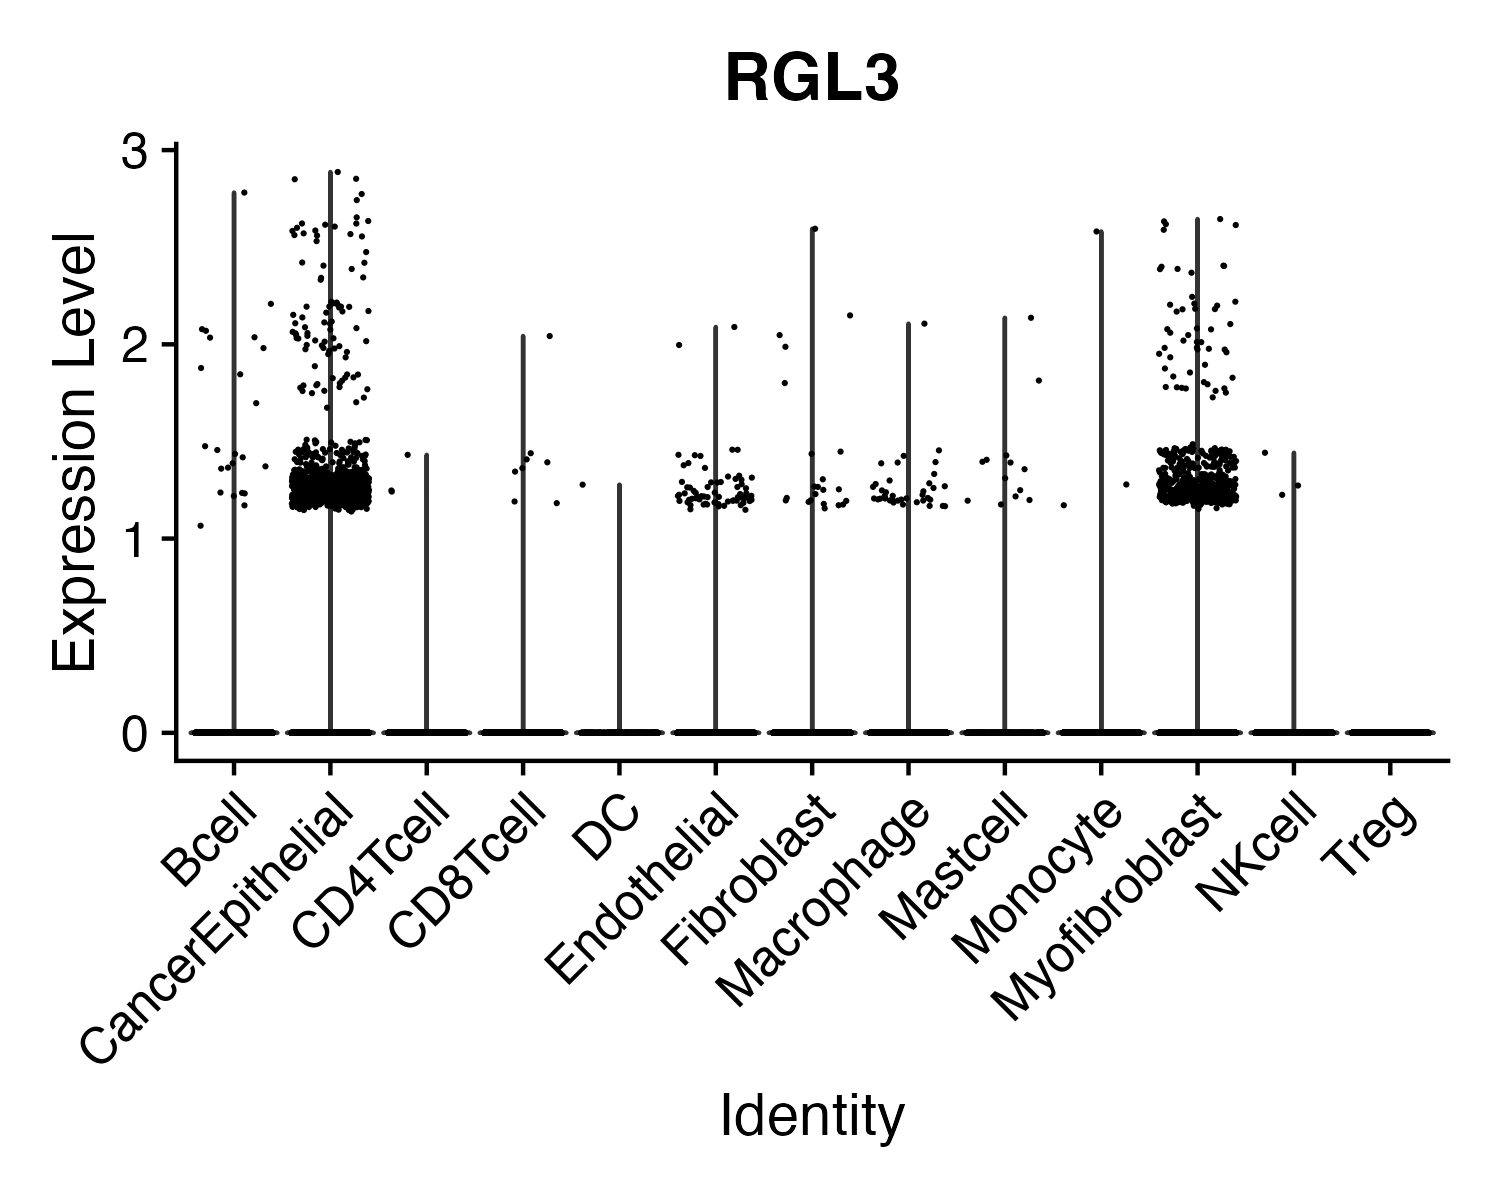 RGL3
Expression Level
3
2
1
0
Bcell
CancerEpithelial
CD4Tcell
CD8Tcell
DC
Endothelial
Fibroblast
Macrophage
Mastcell
Monocyte
Myofibroblast
NKcell
Treg
Identity